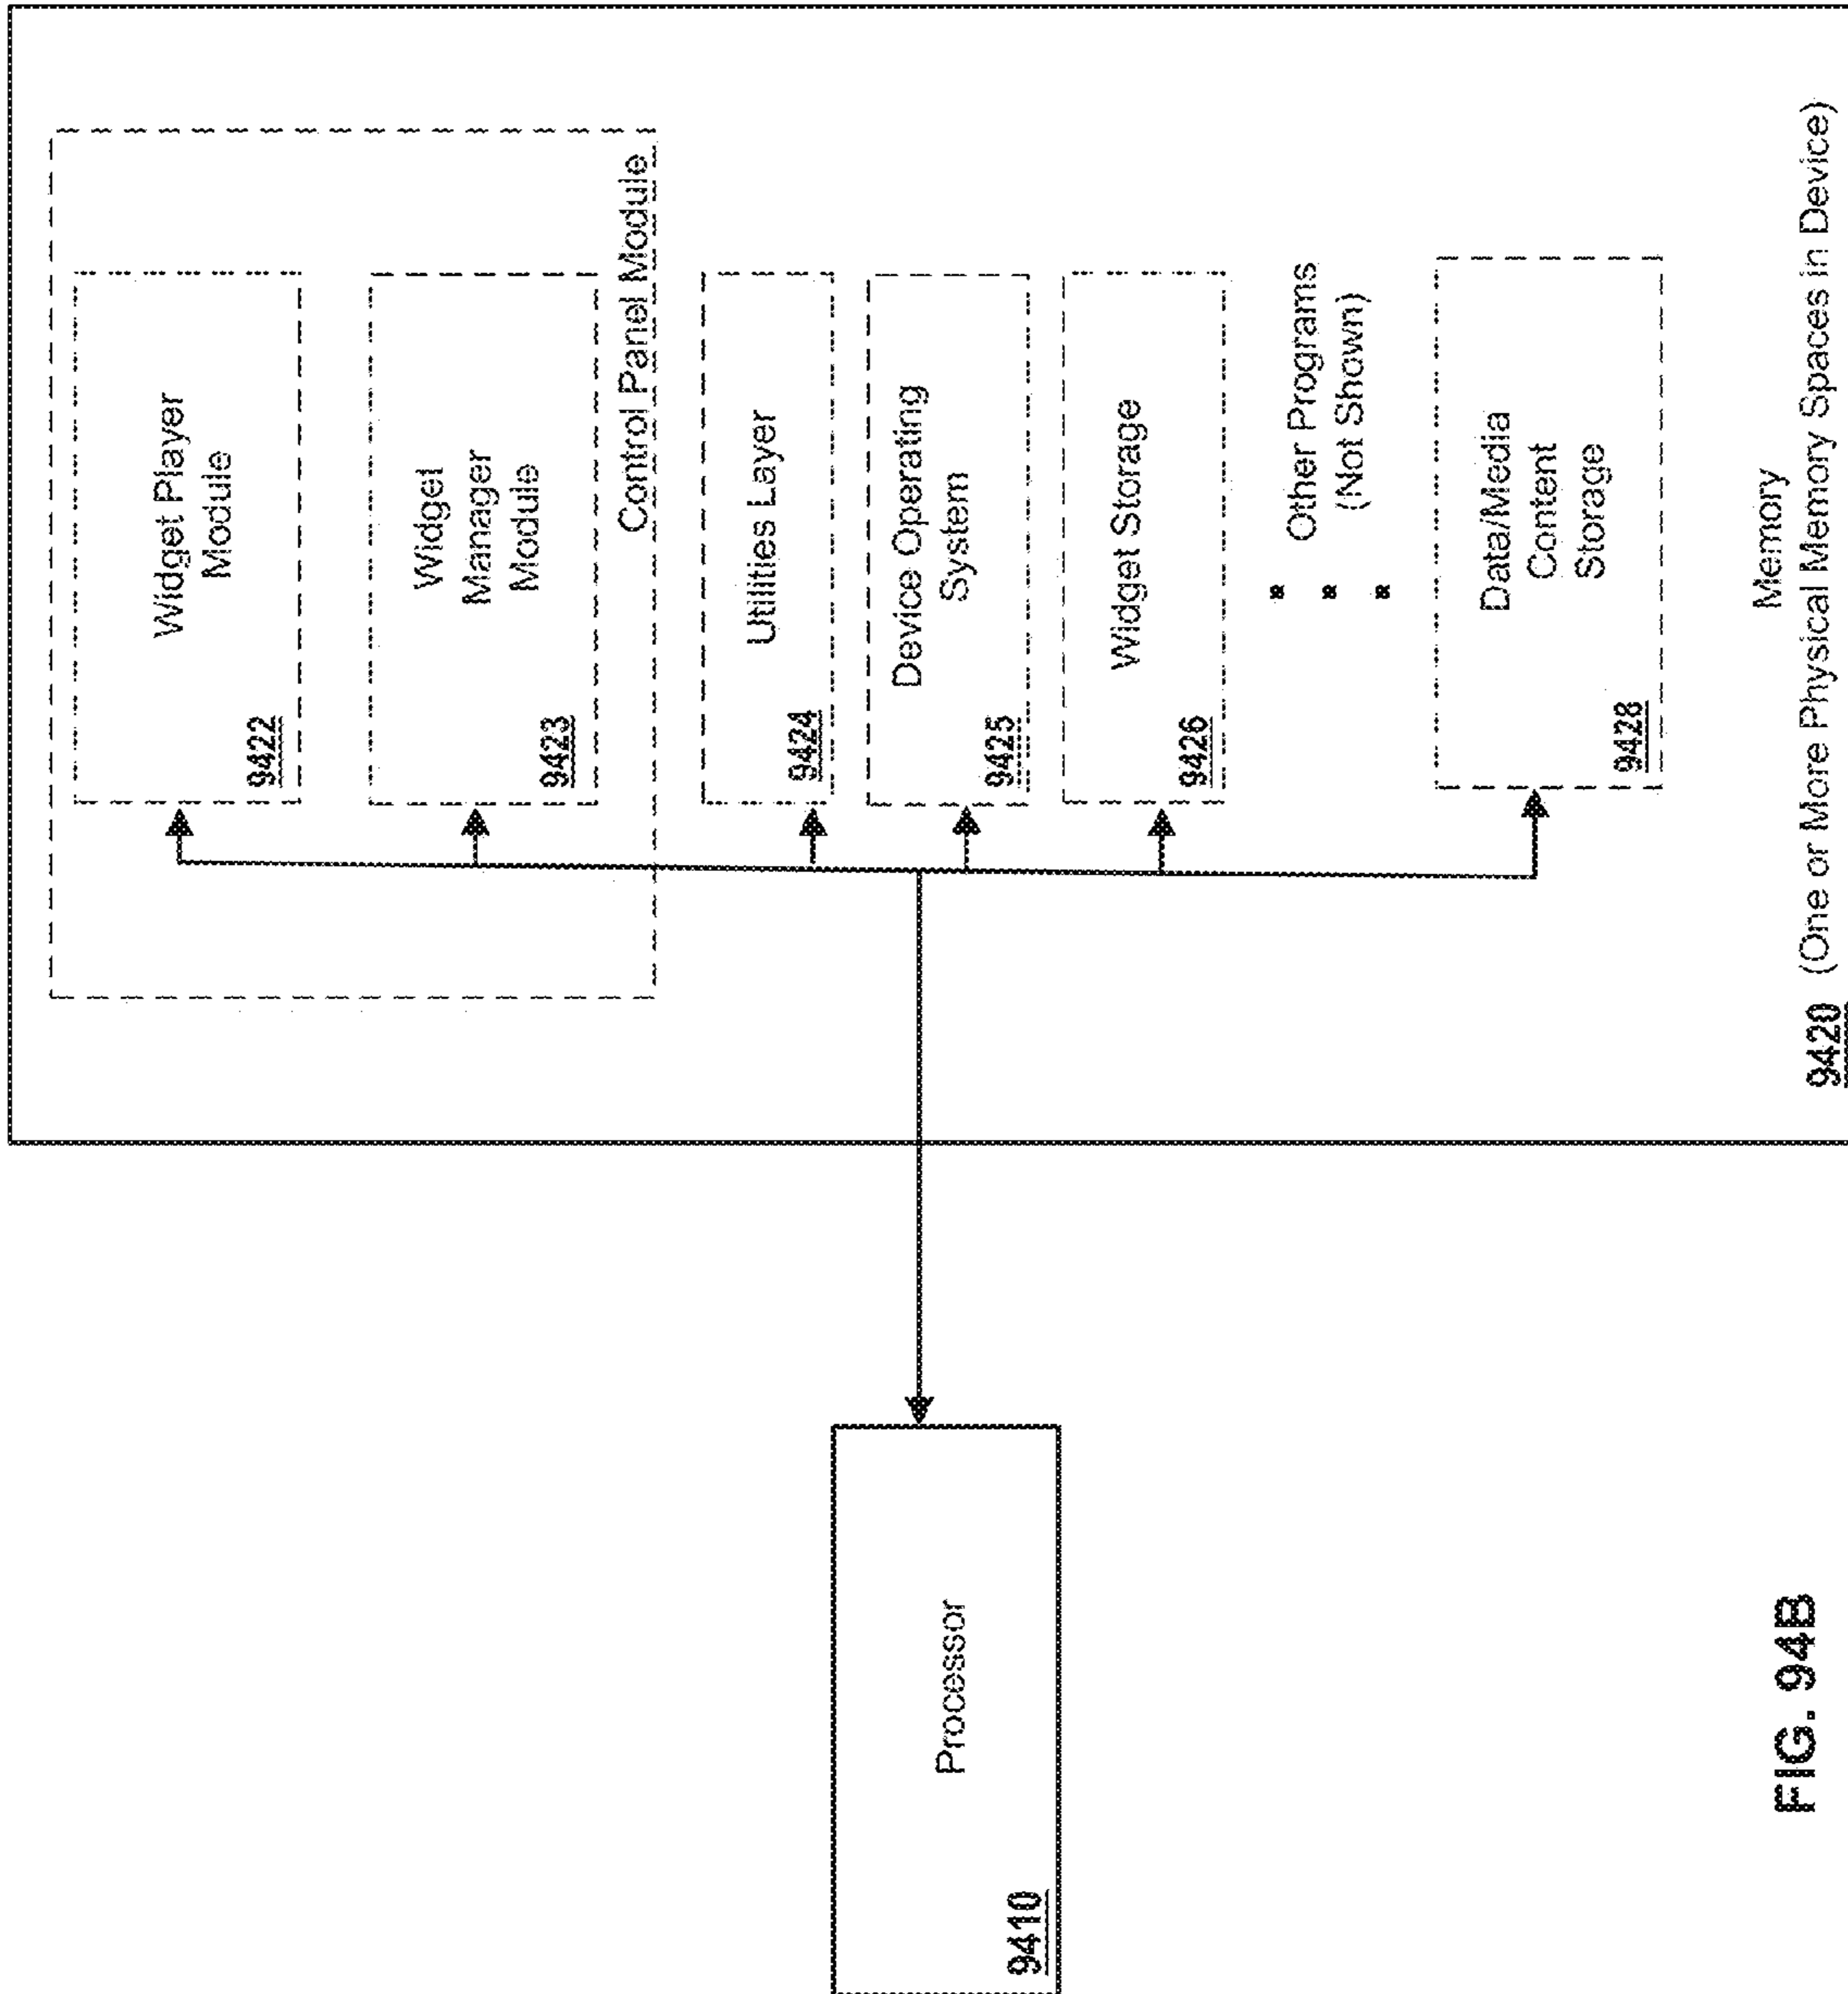 Widget Player
Module
9422
Widget
Manager
Module
9423
Control Panel Module
Utilities Layer
9424
Device Operating
System
9425
Widget Storage
9426
Other Programs
(Not Shown)
Data/Media
Content
Storage
9428
Memory
9420 (One or More Physical Memory Spaces in Device)
Processor
9410
FIG. 94B